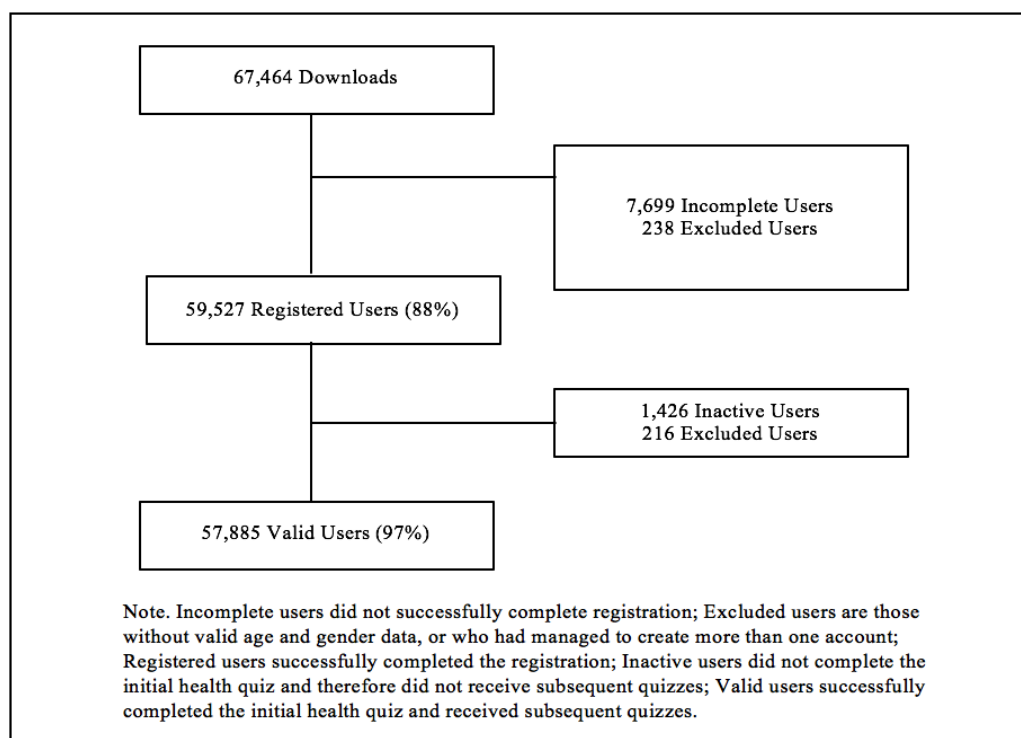 67,464 Downloads
7,699 Incomplete Users
238 Excluded Users
59,527 Registered Users (88%)
1,426 Inactive Users
216 Excluded Users
57,885 Valid Users (97%)
Note. Incomplete users did not successfully complete registration; Excluded users are those
without valid age and gender data, or who had managed to create more than one account;
Registered users successfully completed the registration; Inactive users did not complete the
initial health quiz and therefore did not receive subsequent quizzes; Valid users successfully
completed the initial health quiz and received subsequent quizzes.